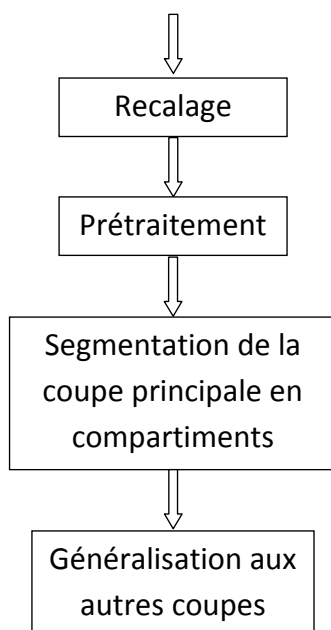 Recalage
Prétraitement
Segmentation de la
coupe principale en
compartiments
Généralisation aux
autres coupes